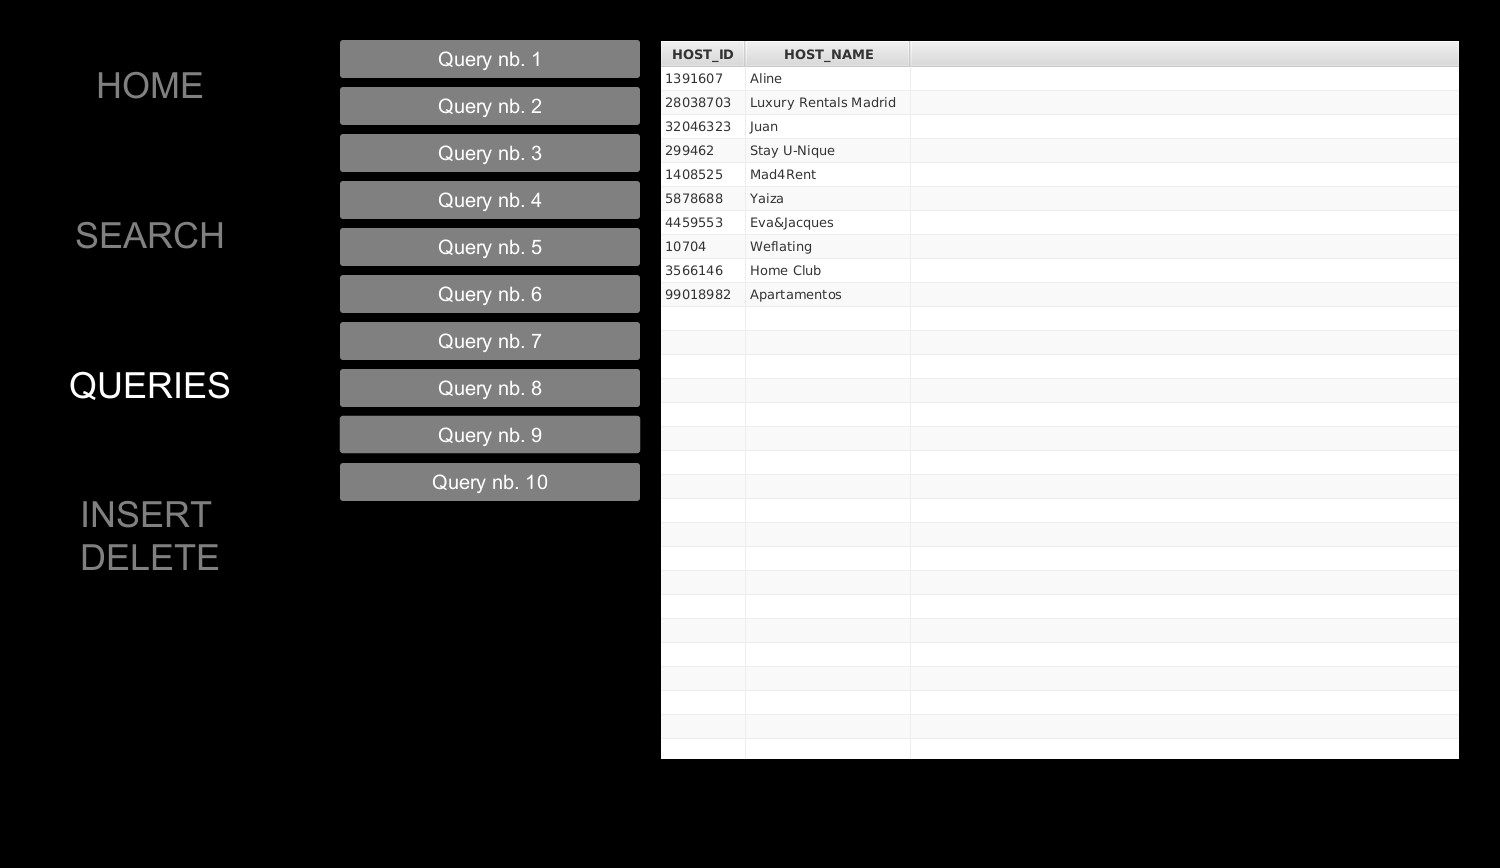 HOME
SEARCH
QUERIES
INSERT
DELETE
Query nb. 1
Query nb. 2
Query nb. 3
Query nb. 4
Query nb. 5
Query nb. 6
Query nb. 7
Query nb. 8
Query nb. 9
Query nb. 10
HOST_ID HOST_NAME
1391607 Aline
28038703 Luxury Rentals Madrid
32046323 Juan
299462 Stay U-Nique
1408525 Mad4Rent
5878688 Yaiza
4459553 Eva&Jacques
10704 Weflating
3566146 Home Club
99018982 Apartamentos